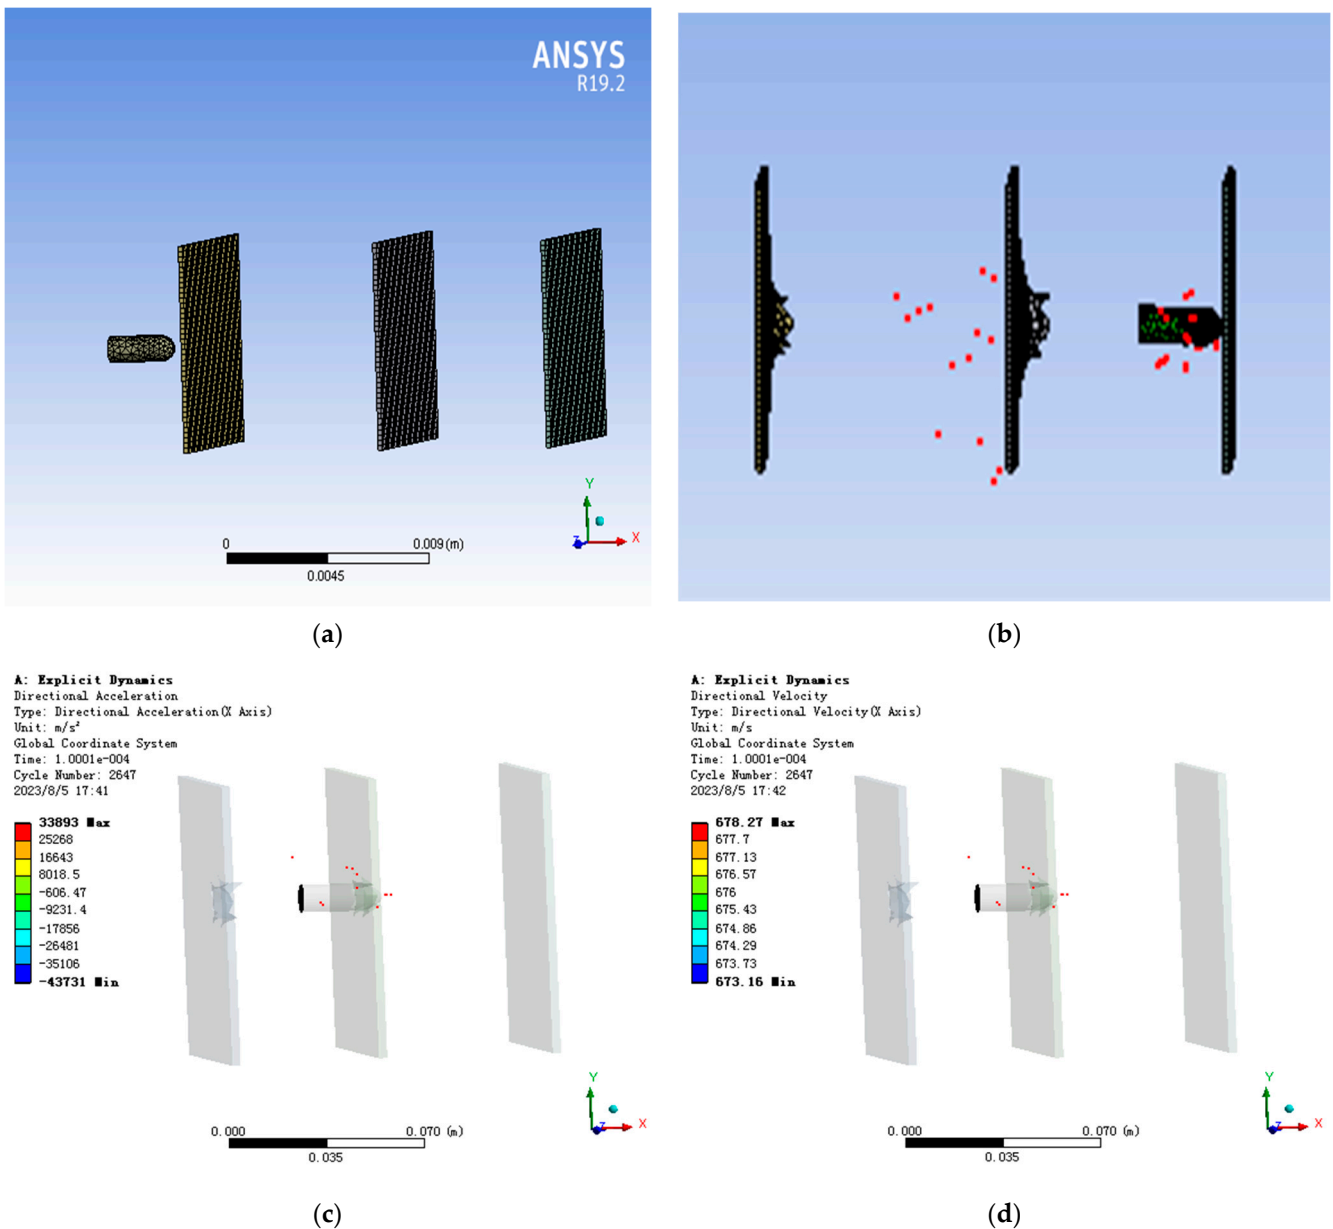 ANSYS
R19.2
Y
X
Z
0
0.009(m)
0.0045
(a)
(b)
A: Explicit Dynamics
Directional Acceleration
Type: Directional Acceleration(X Axis)
Unit: m/s²
Global Coordinate System
Time: 1.0001e-004
Cycle Number: 2647
2023/8/5 17:41
33893 Max
25268
16643
8018.5
-606.47
-9231.4
-17856
-26481
-35106
-43731 Min
Y
X
Z
0.000
0.070 (m)
0.035
(c)
A: Explicit Dynamics
Directional Velocity
Type: Directional Velocity(X Axis)
Unit: m/s
Global Coordinate System
Time: 1.0001e-004
Cycle Number: 2647
2023/8/5 17:42
678.27 Max
677.7
677.13
676.57
676
675.43
674.86
674.29
673.73
673.16 Min
Y
X
Z
0.000
0.070 (m)
0.035
(d)